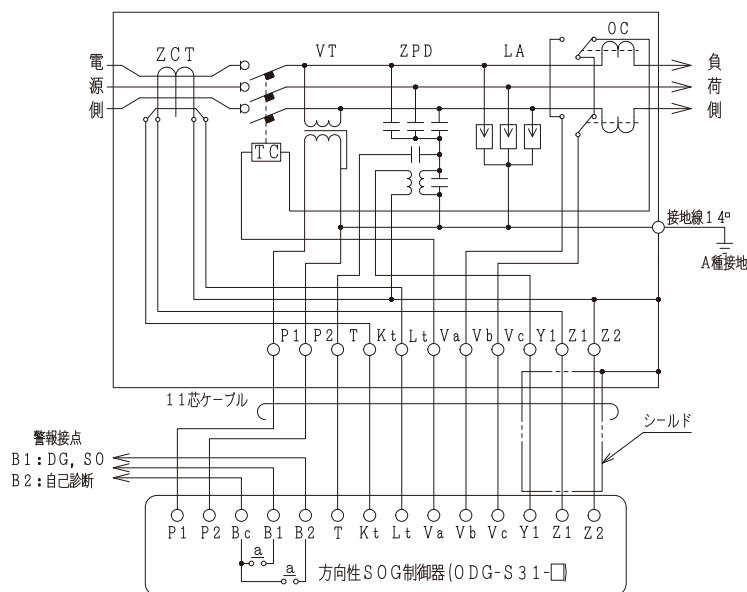 ZCT VT ZPD LA OC
電源側
負荷側
TC
接地線14□
A種接地
P1 P2 T Kt Lt Va Vb Vc Y1 Z1 Z2
11芯ケーブル
シールド
警報接点
B1:DG, SO
B2:自己診断
P1 P2 Bc B1 B2 T Kt Lt Va Vb Vc Y1 Z1 Z2
a
a
方向性SOG制御器(ODG-S31-□)